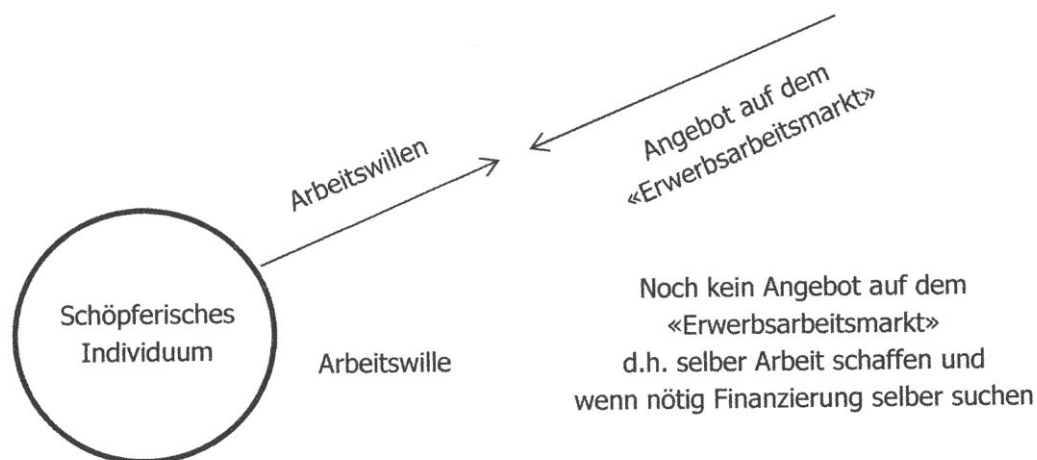 Arbeitswillen
Angebot auf dem
«Erwerbsarbeitsmarkt»
Schöpferisches
Individuum
Arbeitswille
Noch kein Angebot auf dem
«Erwerbsarbeitsmarkt»
d.h. selber Arbeit schaffen und
wenn nötig Finanzierung selber suchen